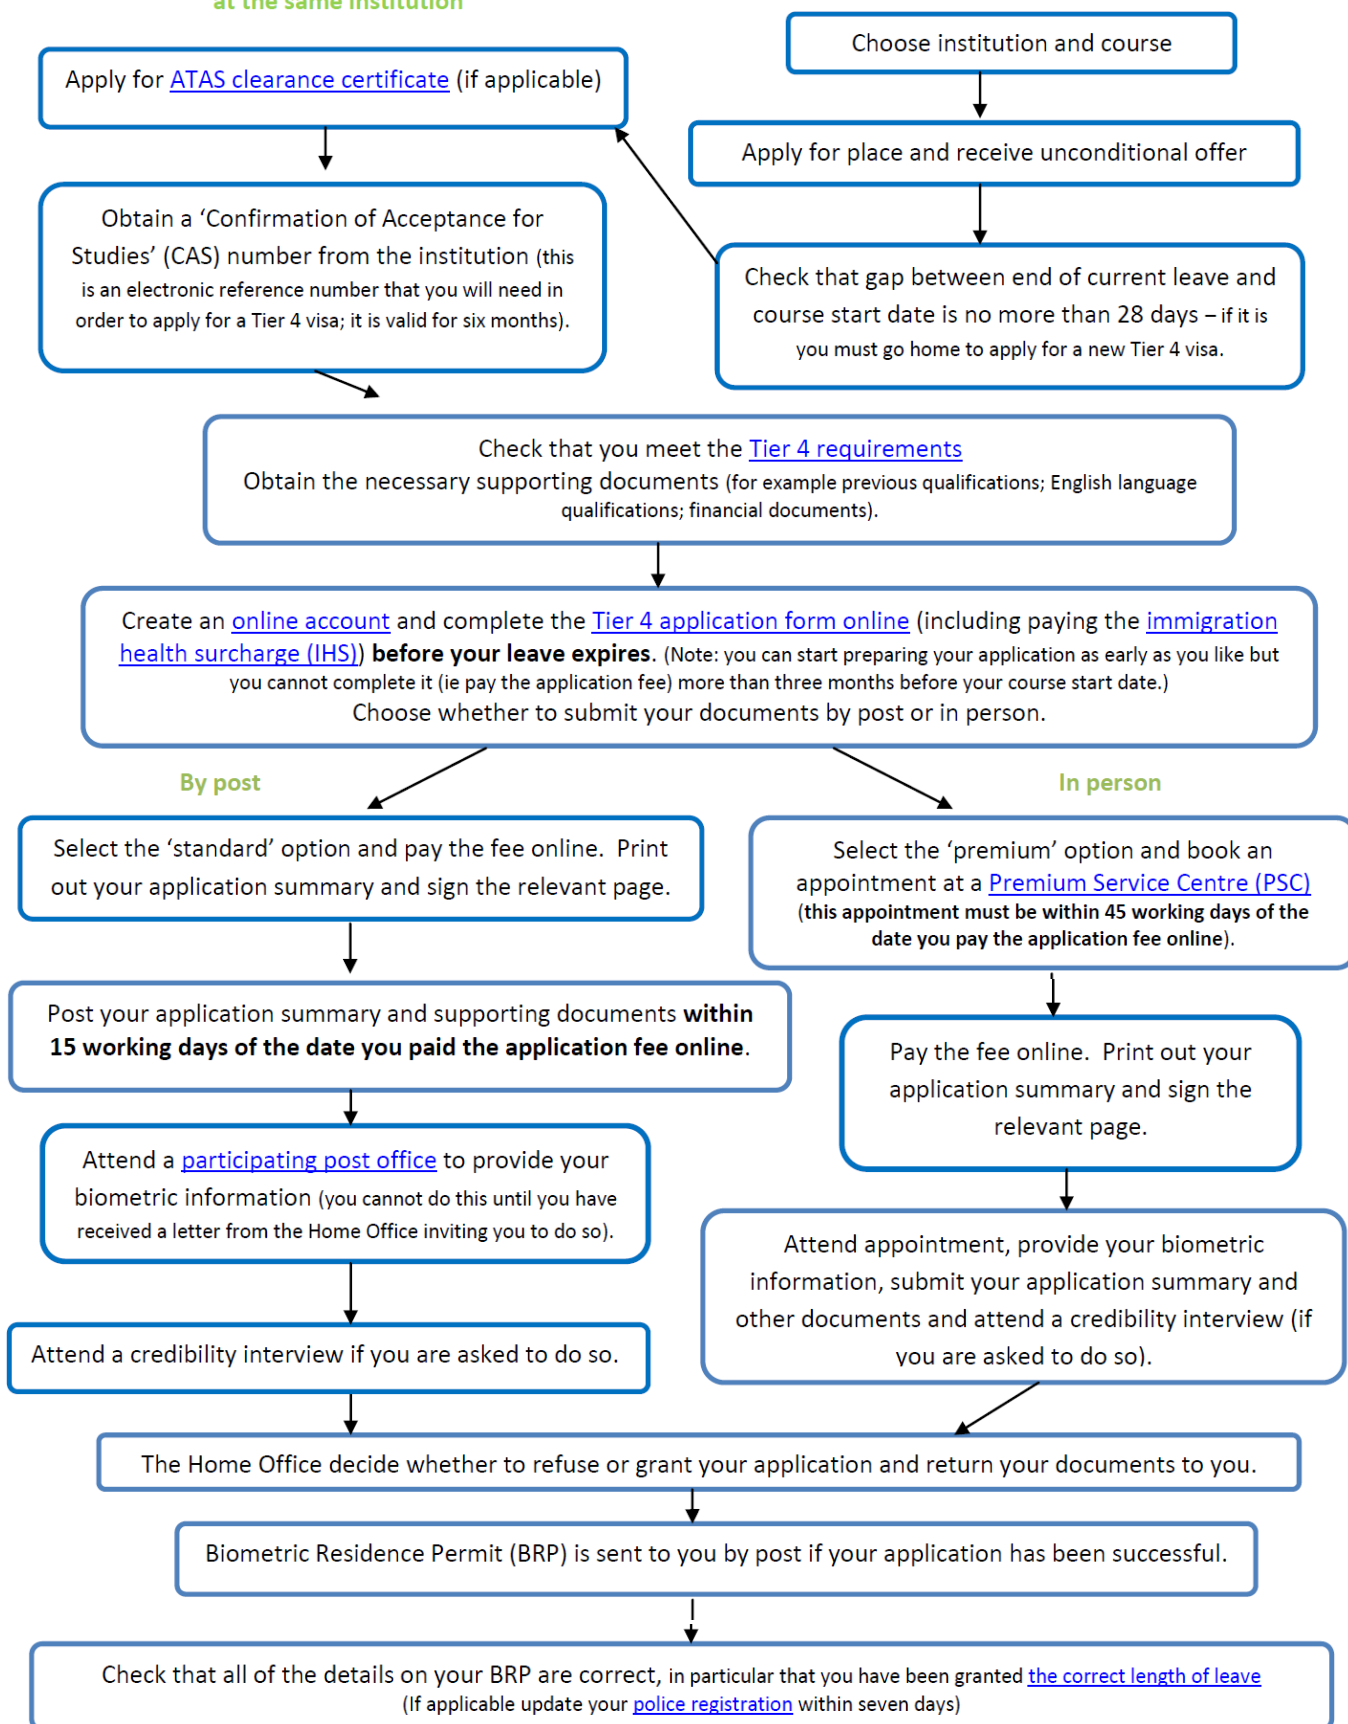 at the same institution
Choose institution and course
Apply for ATAS clearance certificate (if applicable)
Apply for place and receive unconditional offer
Obtain a ‘Confirmation of Acceptance for
Studies’ (CAS) number from the institution (this
is an electronic reference number that you will need in
order to apply for a Tier 4 visa; it is valid for six months).
Check that gap between end of current leave and
course start date is no more than 28 days – if it is
you must go home to apply for a new Tier 4 visa.
Check that you meet the Tier 4 requirements
Obtain the necessary supporting documents (for example previous qualifications; English language
qualifications; financial documents).
Create an online account and complete the Tier 4 application form online (including paying the immigration
health surcharge (IHS)) before your leave expires. (Note: you can start preparing your application as early as you like but
you cannot complete it (ie pay the application fee) more than three months before your course start date.)
Choose whether to submit your documents by post or in person.
By post
Select the ‘standard’ option and pay the fee online. Print
out your application summary and sign the relevant page.
Post your application summary and supporting documents within
15 working days of the date you paid the application fee online.
Attend a participating post office to provide your
biometric information (you cannot do this until you have
received a letter from the Home Office inviting you to do so).
Attend a credibility interview if you are asked to do so.
In person
Select the ‘premium’ option and book an
appointment at a Premium Service Centre (PSC)
(this appointment must be within 45 working days of the
date you pay the application fee online).
Pay the fee online. Print out your
application summary and sign the
relevant page.
Attend appointment, provide your biometric
information, submit your application summary and
other documents and attend a credibility interview (if
you are asked to do so).
The Home Office decide whether to refuse or grant your application and return your documents to you.
Biometric Residence Permit (BRP) is sent to you by post if your application has been successful.
Check that all of the details on your BRP are correct, in particular that you have been granted the correct length of leave
(If applicable update your police registration within seven days)